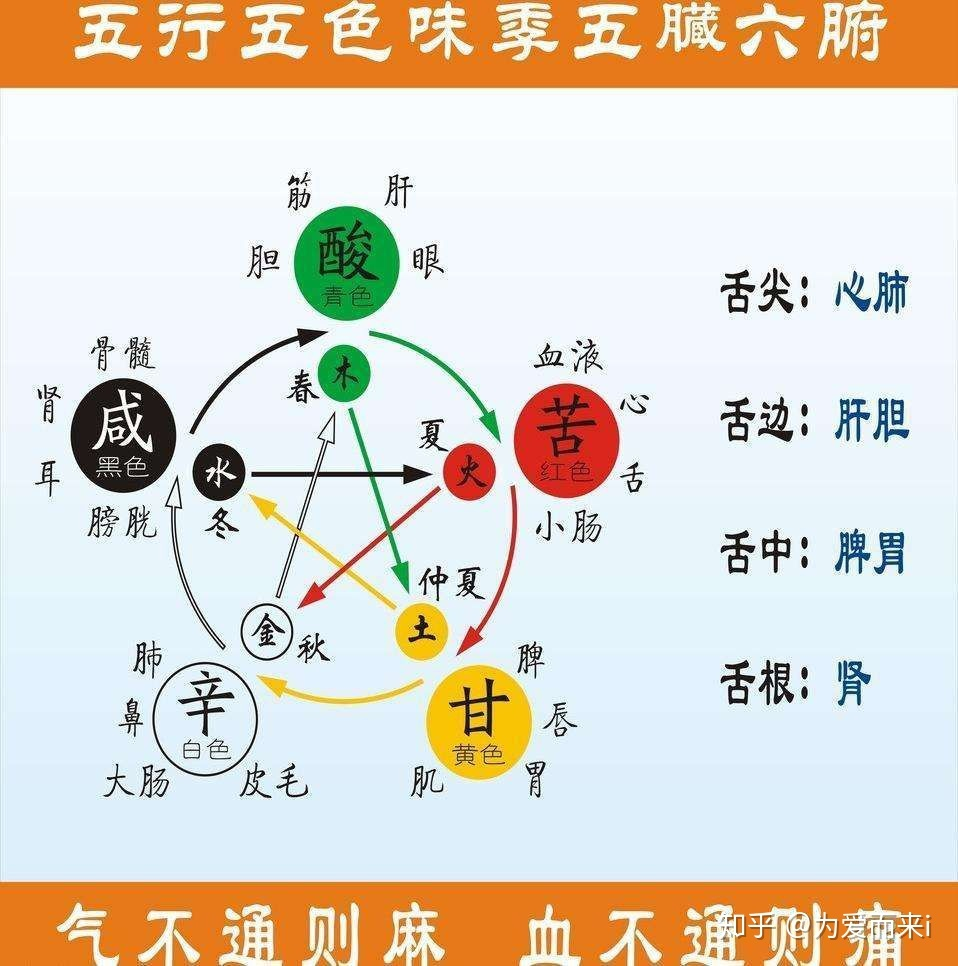 五行五色味季五臓六腑
筋 肝
胆 酸 眼
青色
木
春
骨髓
血液
肾 咸 心
黑色
苦
红色
夏
水 火
耳 舌
膀胱 冬 小肠
仲夏
金 土
秋
肺 脾
鼻 辛 甘 唇
白色 黄色
大肠 皮毛 肌 胃
舌尖：心肺
舌边：肝胆
舌中：脾胃
舌根：肾
气不通则麻 血不通则痛
知乎 @为爱而来i